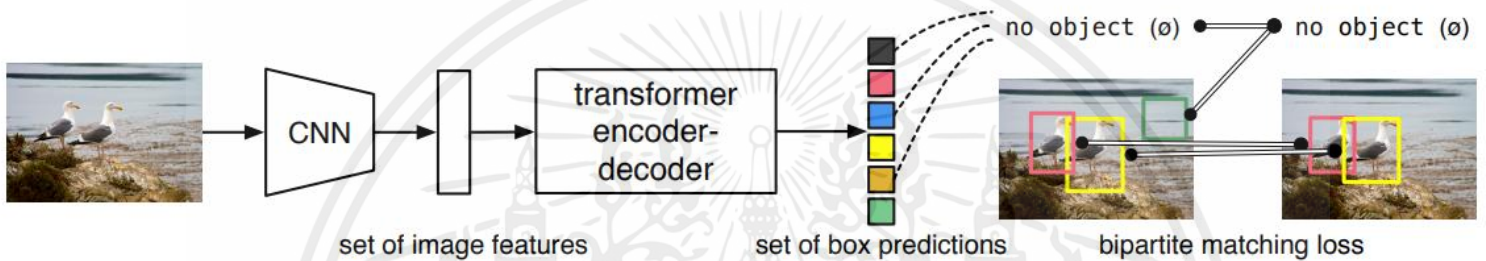 no object (ø)
no object (ø)
CNN
transformer
encoder-
decoder
set of image features
set of box predictions
bipartite matching loss